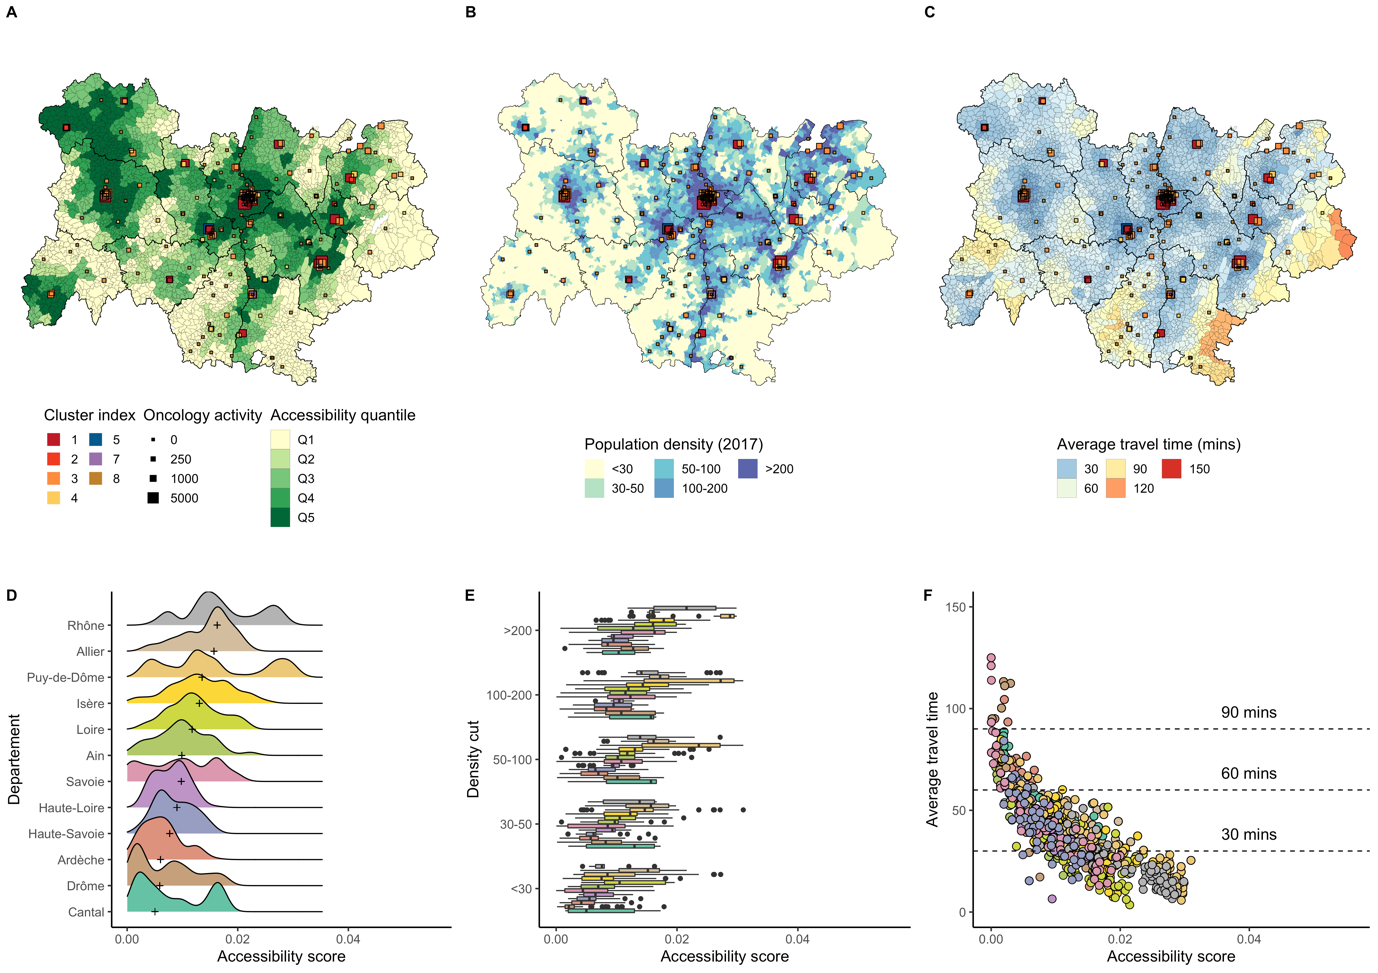 A
B
C
Cluster index
1
5
2
7
3
8
4
Oncology activity
0
250
1000
5000
Accessibility quantile
Q1
Q2
Q3
Q4
Q5
Population density (2017)
<30
50-100
>200
30-50
100-200
Average travel time (mins)
30
90
150
60
120
D
Departement
Rhône
Allier
Puy-de-Dôme
Isère
Loire
Ain
Savoie
Haute-Loire
Haute-Savoie
Ardèche
Drôme
Cantal
0.00
0.02
0.04
Accessibility score
E
Density cut
>200
100-200
50-100
30-50
<30
0.00
0.02
0.04
Accessibility score
F
Average travel time
150
100
50
0
90 mins
60 mins
30 mins
0.00
0.02
0.04
Accessibility score